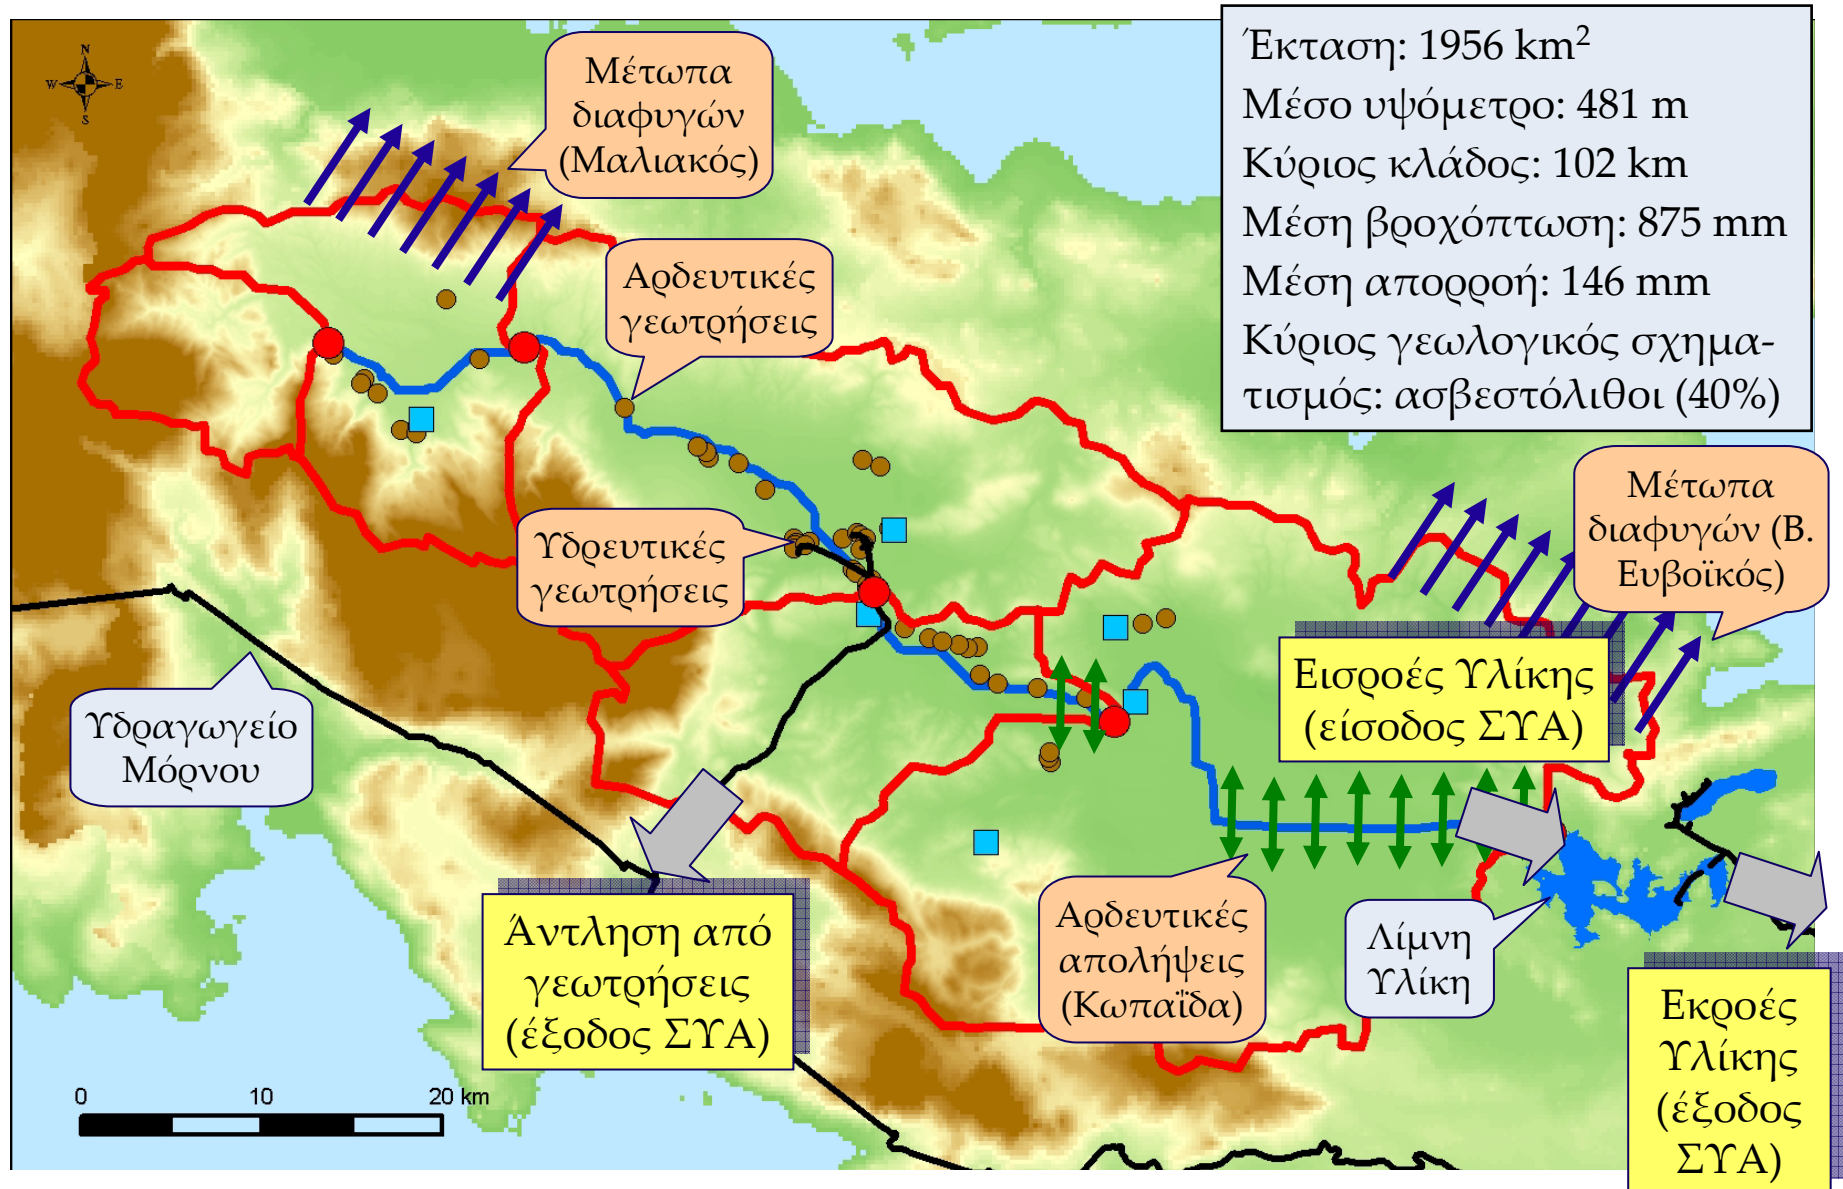 N
W
E
S
Μέτωπα
διαφυγών
(Μαλιακός)
Έκταση: 1956 km²
Μέσο υψόμετρο: 481 m
Κύριος κλάδος: 102 km
Μέση βροχόπτωση: 875 mm
Μέση απορροή: 146 mm
Κύριος γεωλογικός σχημα-
τισμός: ασβεστόλιθοι (40%)
Αρδευτικές
γεωτρήσεις
Μέτωπα
διαφυγών (Β.
Ευβοϊκός)
Υδρευτικές
γεωτρήσεις
Εισροές Υλίκης
(είσοδος ΣΥΑ)
Υδραγωγείο
Μόρνου
Άντληση από
γεωτρήσεις
(έξοδος ΣΥΑ)
Αρδευτικές
απολήψεις
(Κωπαΐδα)
Λίμνη
Υλίκη
Εκροές
Υλίκης
(έξοδος
ΣΥΑ)
0 10 20 km